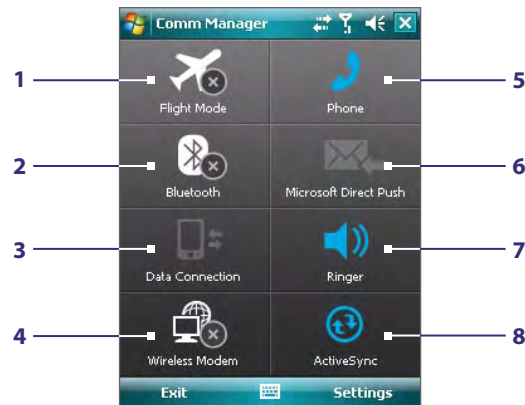 Comm Manager
1
Flight Mode
5
Phone
2
Bluetooth
6
Microsoft Direct Push
3
Data Connection
7
Ringer
4
Wireless Modem
8
ActiveSync
Exit
Settings